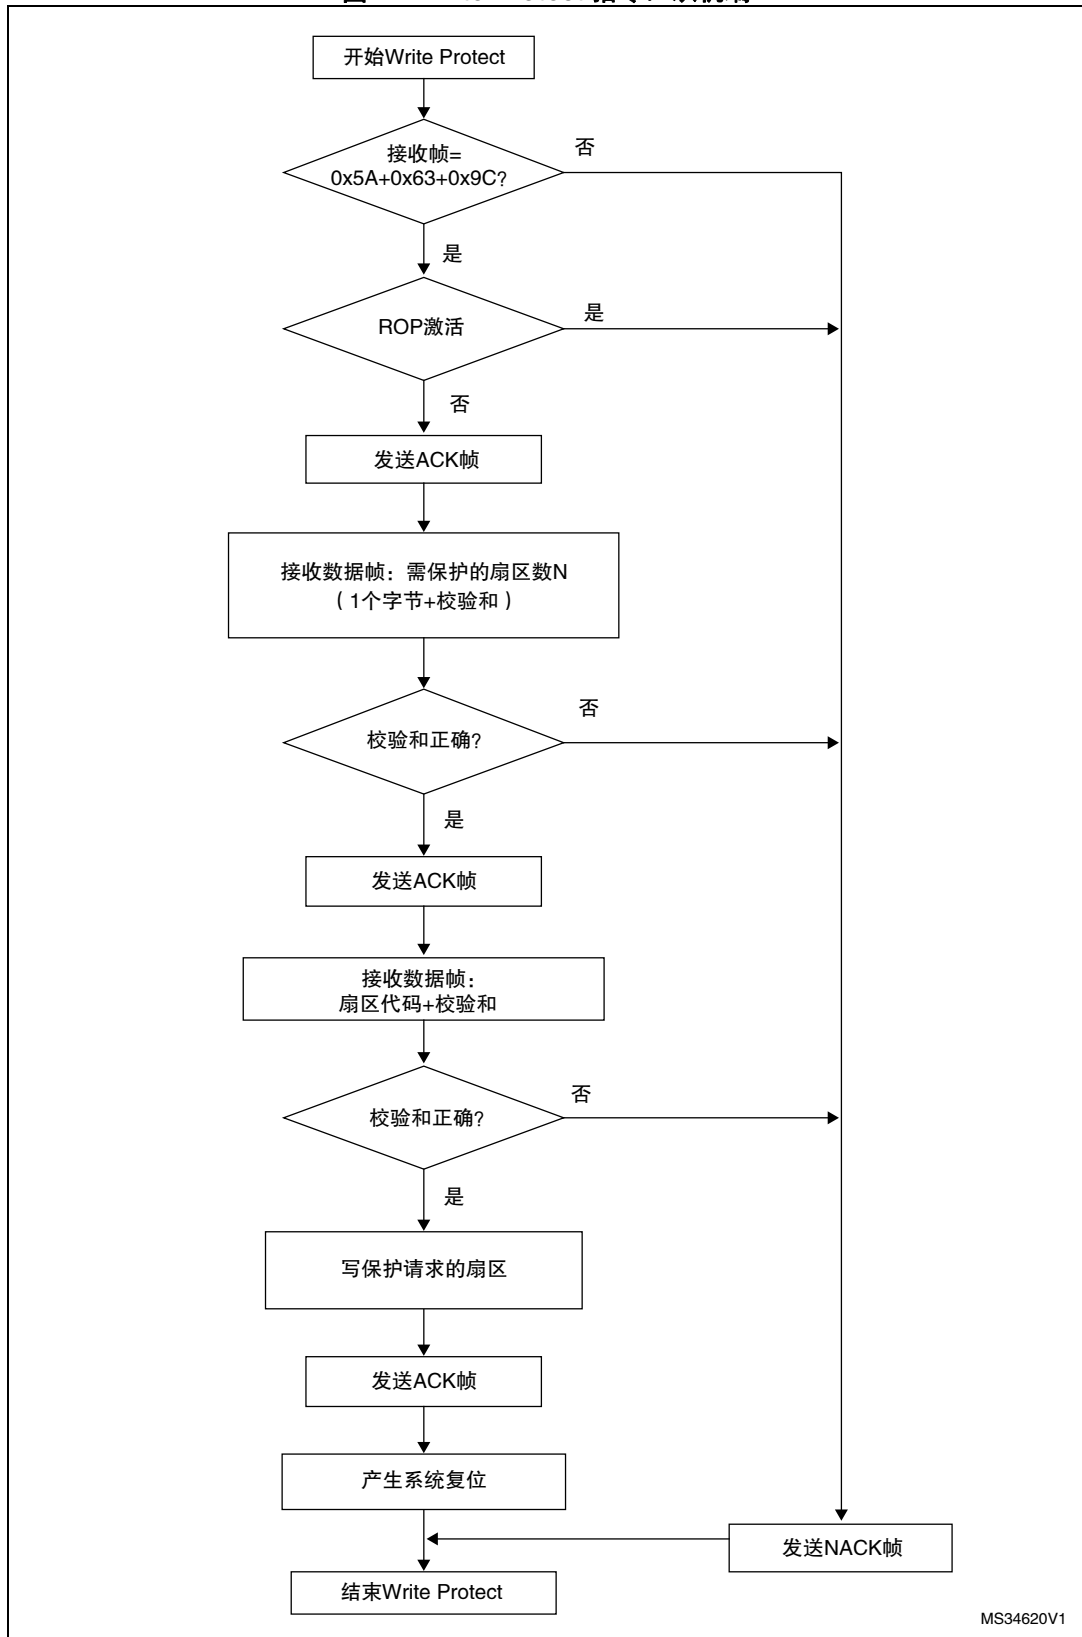 开始Write Protect
接收帧=
0x5A+0x63+0x9C?
否
是
ROP激活
是
否
发送ACK帧
接收数据帧：需保护的扇区数N
（1个字节+校验和）
校验和正确?
否
是
发送ACK帧
接收数据帧：
扇区代码+校验和
校验和正确?
否
是
写保护请求的扇区
发送ACK帧
产生系统复位
发送NACK帧
结束Write Protect
MS34620V1